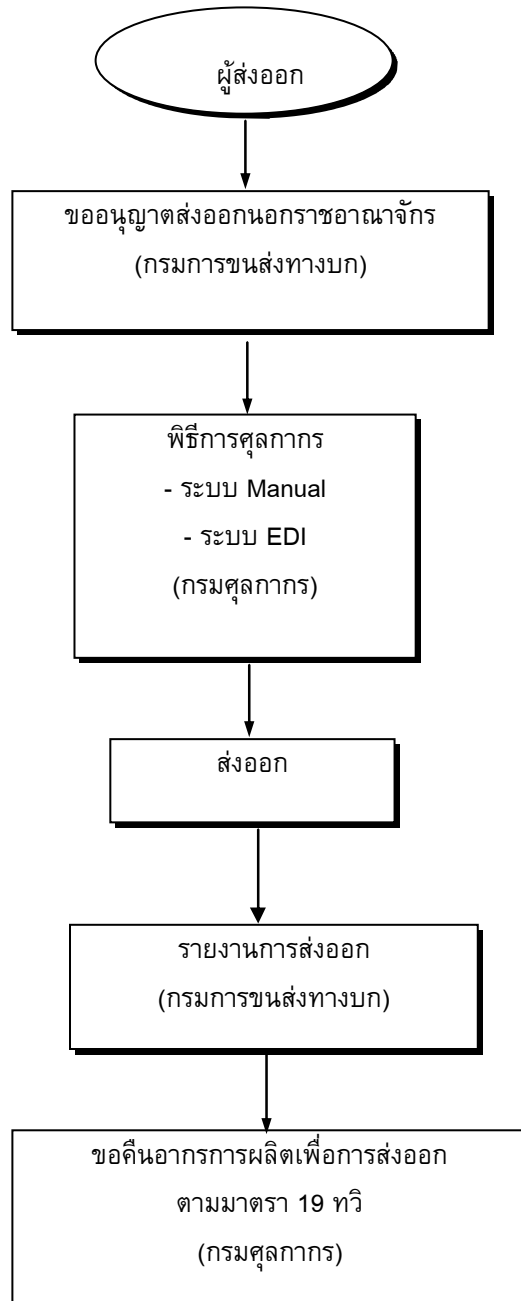 ผู้ส่งออก
ขออนุญาตส่งออกนอกราชอาณาจักร
(กรมการขนส่งทางบก)
พิธีการศุลกากร
- ระบบ Manual
- ระบบ EDI
(กรมศุลกากร)
ส่งออก
รายงานการส่งออก
(กรมการขนส่งทางบก)
ขอคืนอากรการผลิตเพื่อการส่งออก
ตามมาตรา 19 ทวิ
(กรมศุลกากร)